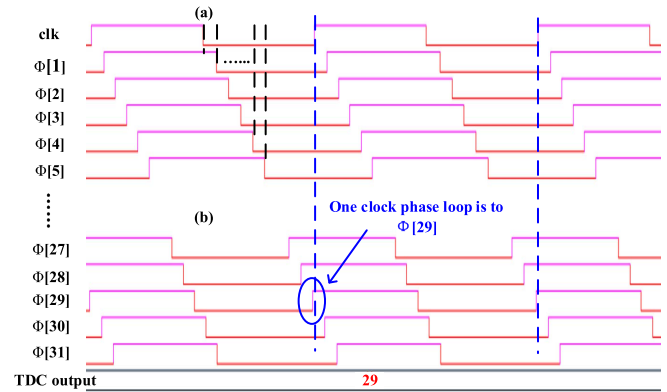 (a)
clk
Φ[1]
Φ[2]
Φ[3]
Φ[4]
Φ[5]
(b)
One clock phase loop is to
Φ[29]
Φ[27]
Φ[28]
Φ[29]
Φ[30]
Φ[31]
TDC output 29